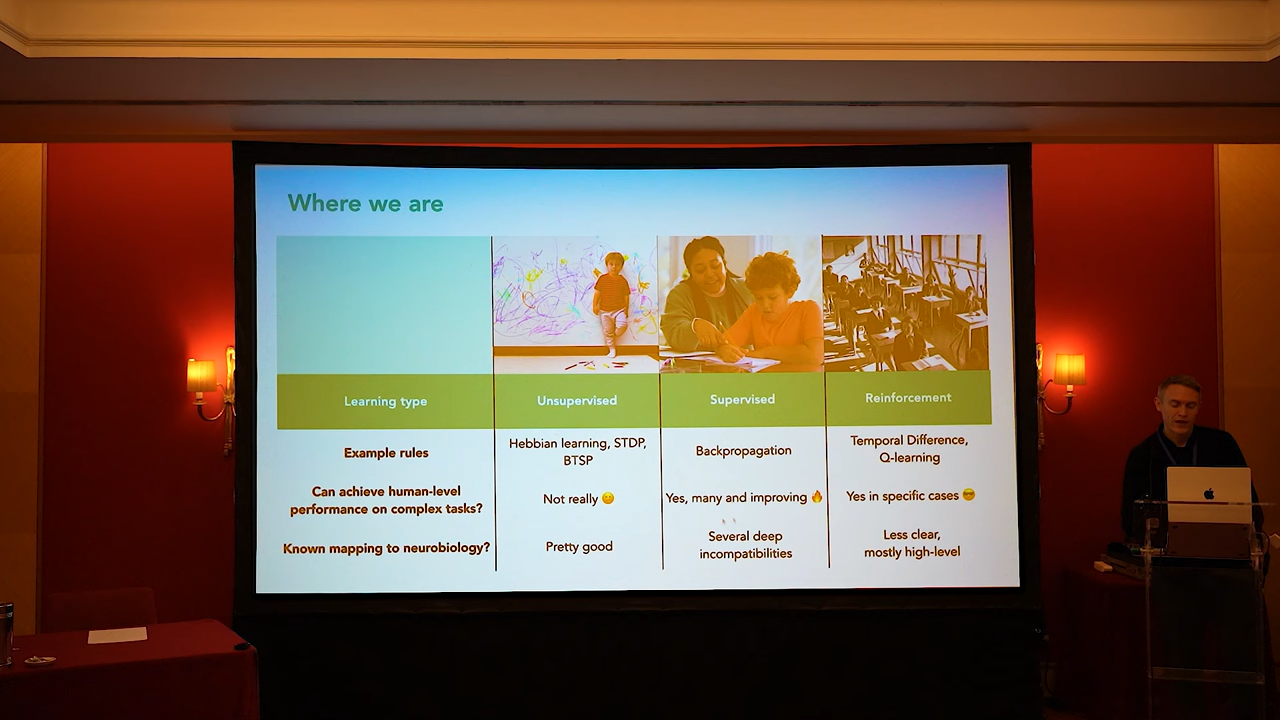 Where we are
Learning type
Unsupervised
Supervised
Reinforcement
Example rules
Hebbian learning, STDP,
BTSP
Backpropagation
Temporal Difference,
Q-learning
Can achieve human-level
performance on complex tasks?
Not really 😕
Yes, many and improving 🔥
Yes in specific cases 😎
Known mapping to neurobiology?
Pretty good
Several deep
incompatibilities
Less clear,
mostly high-level